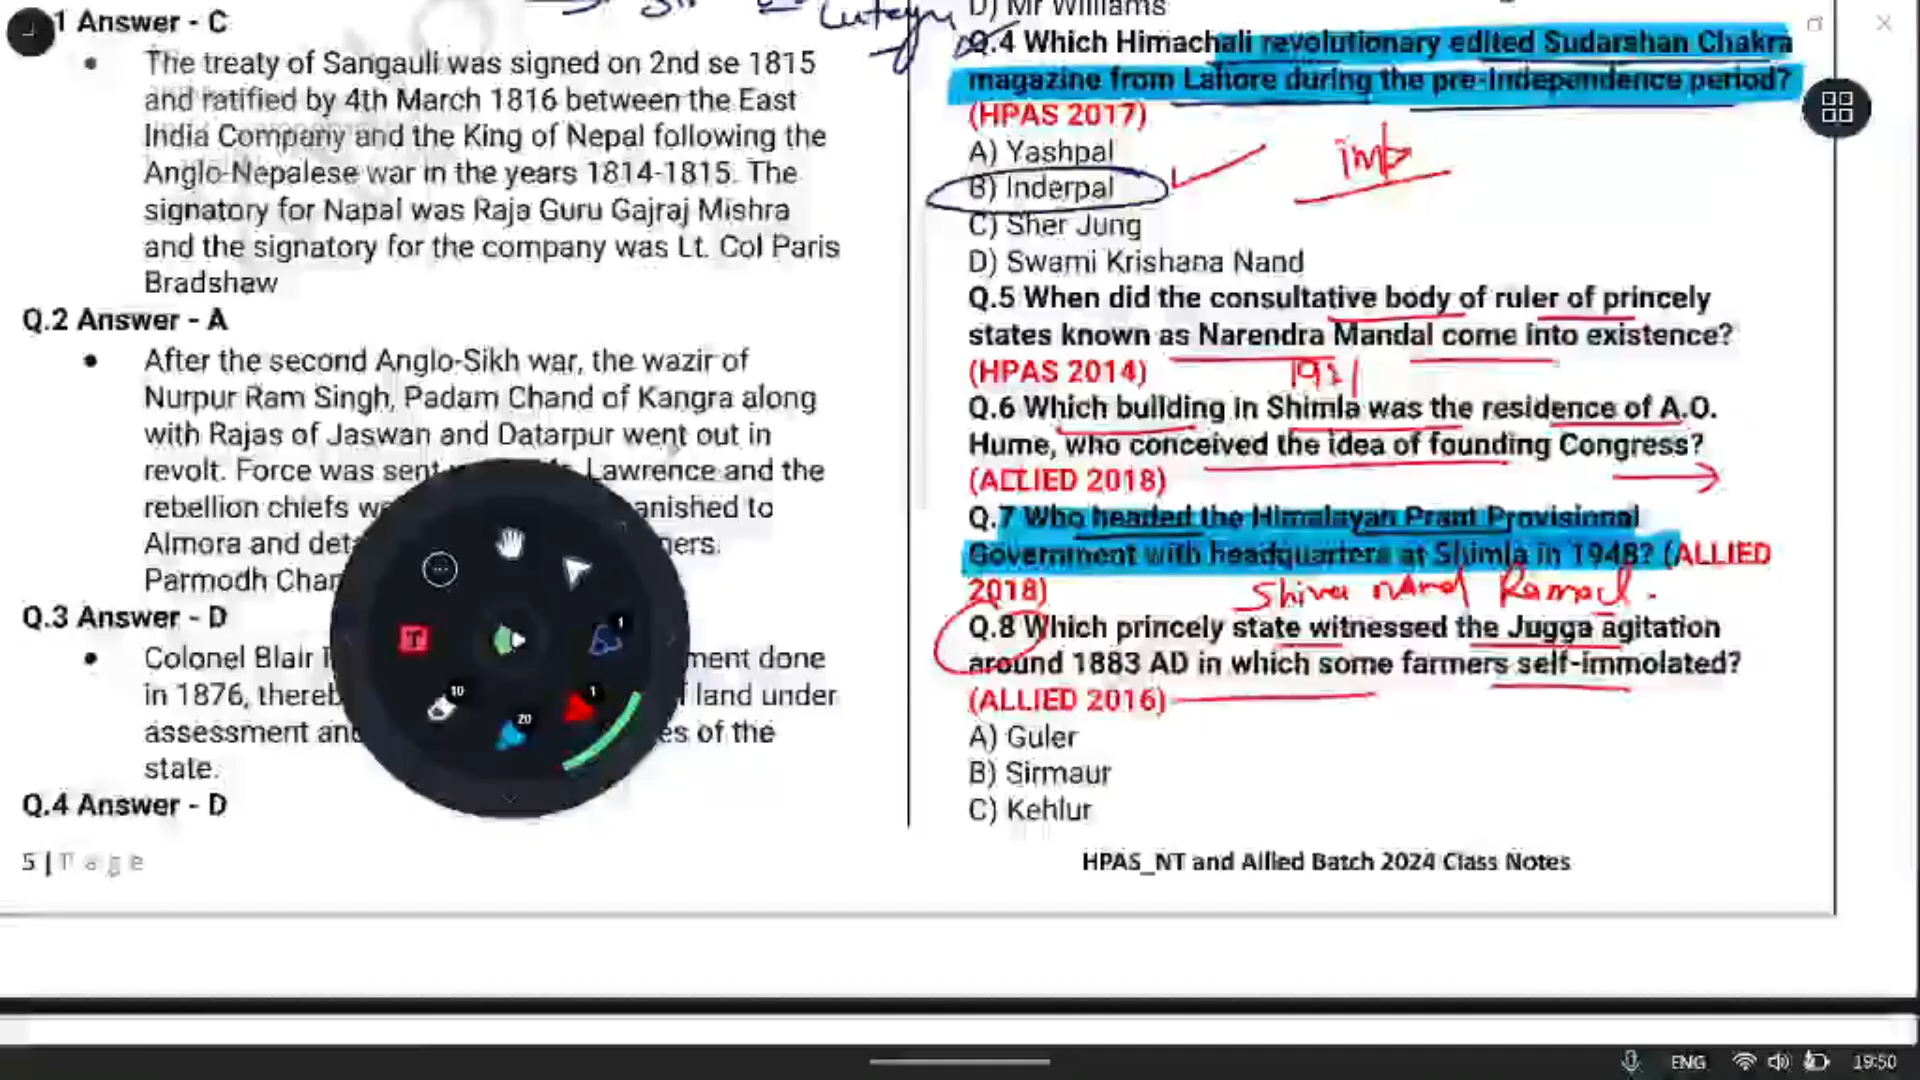 1 Answer - C
• The treaty of Sangauli was signed on 2nd se 1815
and ratified by 4th March 1816 between the East
India Company and the King of Nepal following the
Anglo-Nepalese war in the years 1814-1815. The
signatory for Napal was Raja Guru Gajraj Mishra
and the signatory for the company was Lt. Col Paris
Bradshaw
Q.2 Answer - A
• After the second Anglo-Sikh war, the wazir of
Nurpur Ram Singh, Padam Chand of Kangra along
with Rajas of Jaswan and Datarpur went out in
revolt. Force was sent Lawrence and the
rebellion chiefs anished to
Almora and ners.
Parmodh
Q.3 Answer - D
• Colonel Blair ment done
in 1876, land under
assessment es of the
state.
Q.4 Answer - D
5 | P a g e
D) Mr Williams
Q.4 Which Himachali revolutionary edited Sudarshan Chakra
magazine from Lahore during the pre-Independence period?
(HPAS 2017)
A) Yashpal
imp
B) Inderpal
C) Sher Jung
D) Swami Krishana Nand
Q.5 When did the consultative body of ruler of princely
states known as Narendra Mandal come into existence?
(HPAS 2014) 1921
Q.6 Which building in Shimla was the residence of A.O.
Hume, who conceived the idea of founding Congress?
(ALLIED 2018)
Q.7 Who headed the Himalayan Prant Provisional
Government with headquarters at Shimla in 1948? (ALLIED
2018) Shiva nand Ramaul.
Q.8 Which princely state witnessed the Jugga agitation
around 1883 AD in which some farmers self-immolated?
(ALLIED 2016)
A) Guler
B) Sirmaur
C) Kehlur
HPAS_NT and Allied Batch 2024 Class Notes
T
1
10
20
1
ENG 19:50